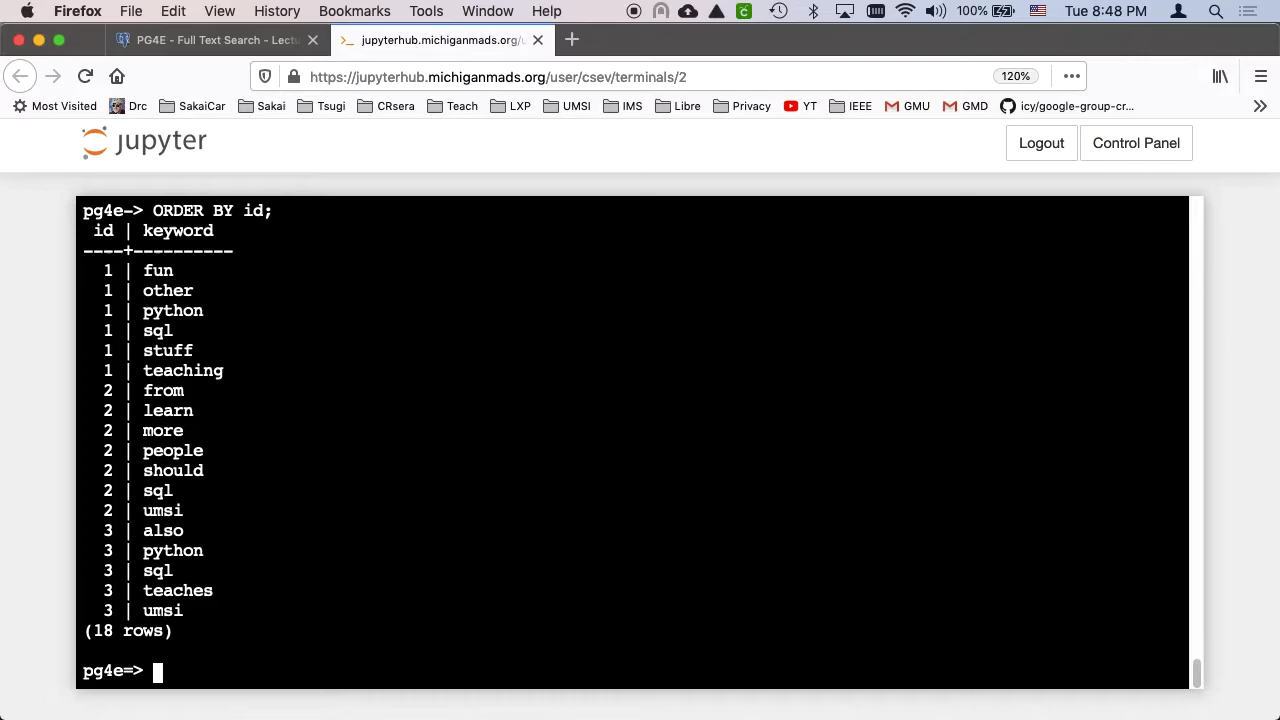 Firefox File Edit View History Bookmarks Tools Window Help 100% Tue 8:48 PM
PG4E - Full Text Search - Lectu
jupyterhub.michiganmads.org/u
https://jupyterhub.michiganmads.org/user/csev/terminals/2 120%
Most Visited Drc SakaiCar Sakai Tsugi CRsera Teach LXP UMSI IMS Libre Privacy YT IEEE GMU GMD icy/google-group-cr...
jupyter Logout Control Panel
pg4e-> ORDER BY id;
id | keyword
----+----------
1 | fun
1 | other
1 | python
1 | sql
1 | stuff
1 | teaching
2 | from
2 | learn
2 | more
2 | people
2 | should
2 | sql
2 | umsi
3 | also
3 | python
3 | sql
3 | teaches
3 | umsi
(18 rows)
pg4e=>